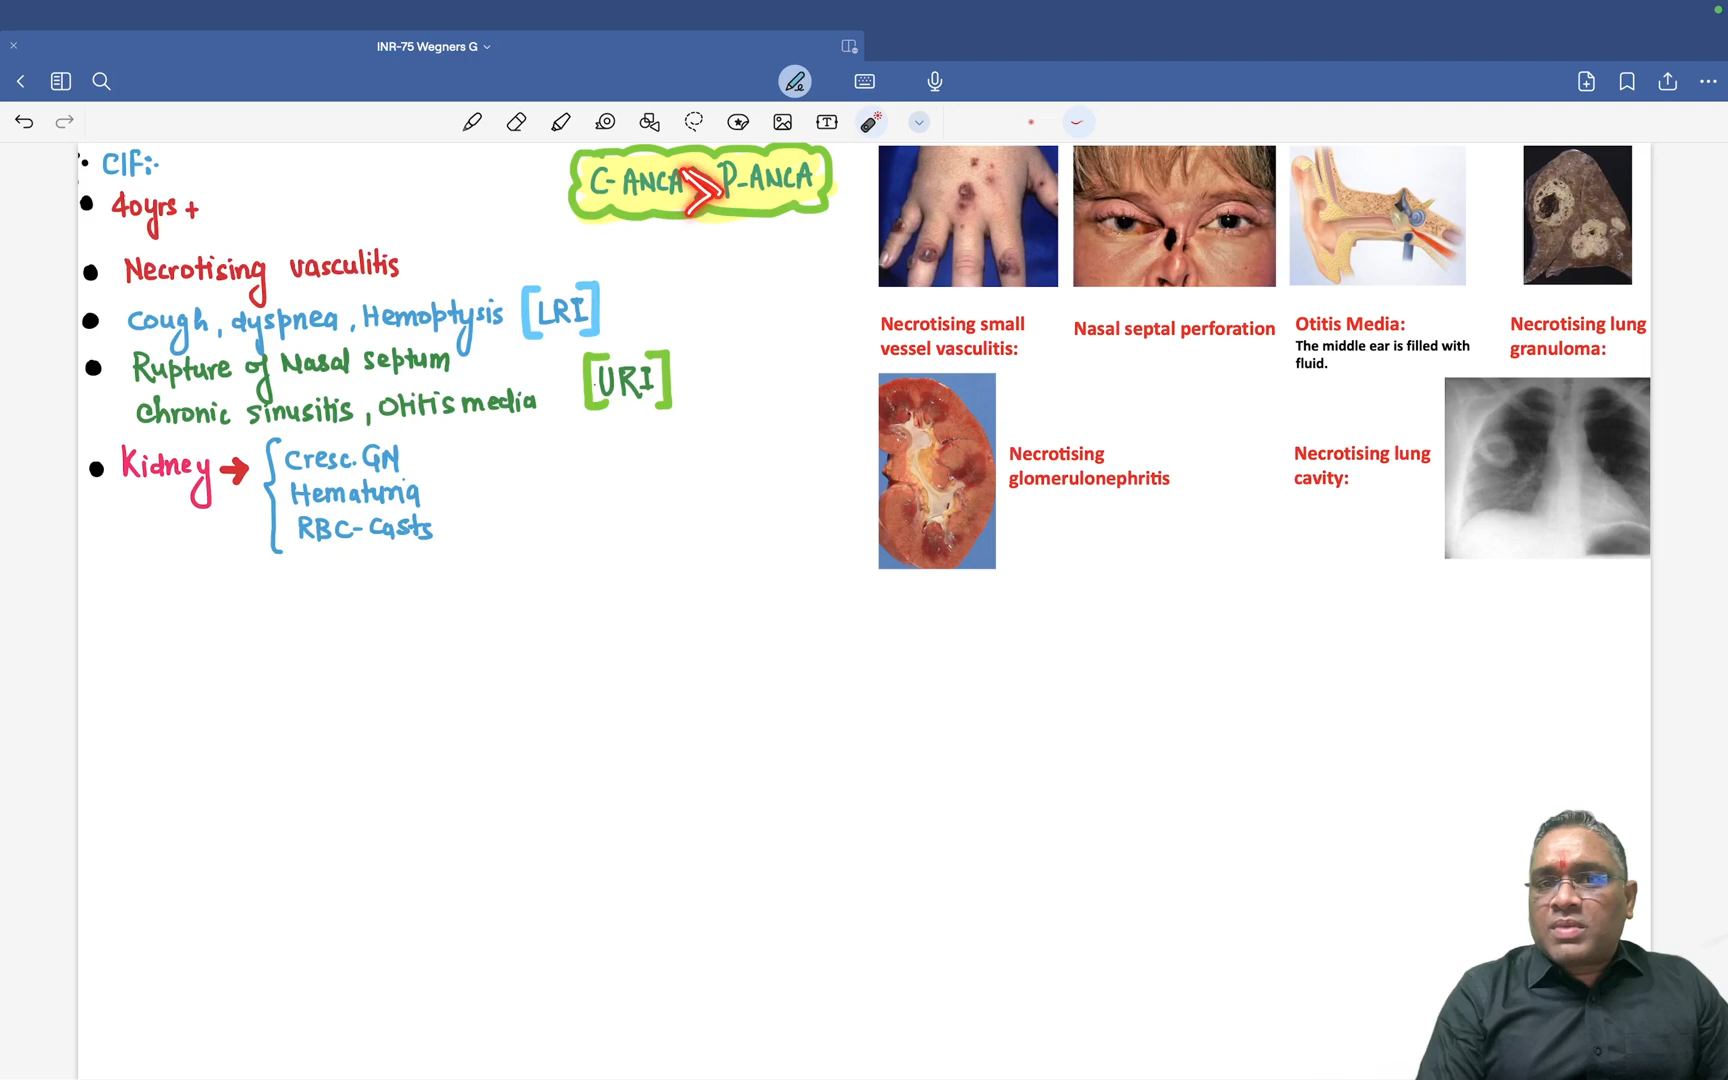 INR-75 Wegners G
C/F:-
40yrs +
C-ANCA > P-ANCA
Necrotising vasculitis
Cough, dyspnea, Hemoptysis [LRI]
Rupture of Nasal septum
chronic sinusitis, Otitis media [URI]
Kidney → Cresc. GN
Hematuria
RBC-Casts
Necrotising small
vessel vasculitis:
Nasal septal perforation
Otitis Media:
The middle ear is filled with
fluid.
Necrotising lung
granuloma:
Necrotising
glomerulonephritis
Necrotising lung
cavity: